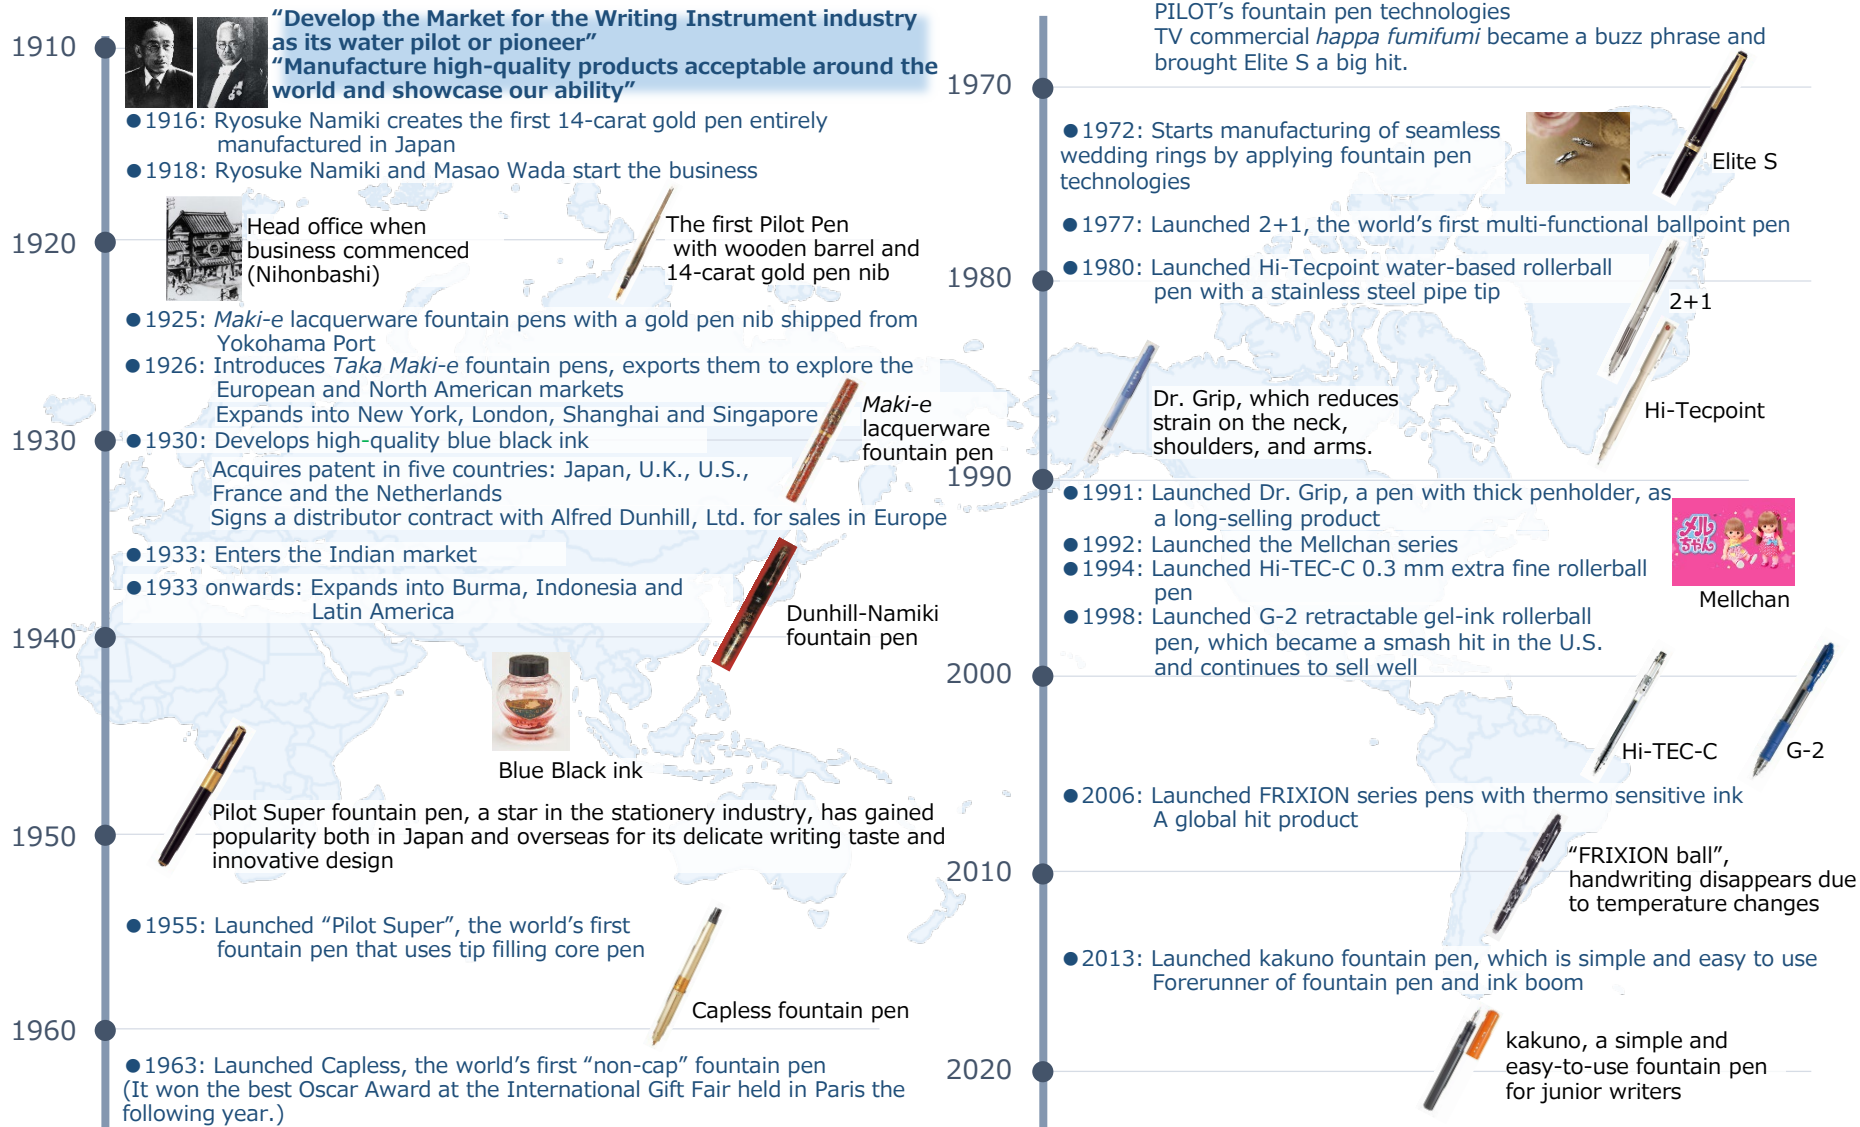 1910
“Develop the Market for the Writing Instrument industry
as its water pilot or pioneer”
“Manufacture high-quality products acceptable around the
world and showcase our ability”
●1916: Ryosuke Namiki creates the first 14-carat gold pen entirely
manufactured in Japan
●1918: Ryosuke Namiki and Masao Wada start the business
1920
Head office when
business commenced
(Nihonbashi)
The first Pilot Pen
with wooden barrel and
14-carat gold pen nib
●1925: Maki-e lacquerware fountain pens with a gold pen nib shipped from
Yokohama Port
●1926: Introduces Taka Maki-e fountain pens, exports them to explore the
European and North American markets
Expands into New York, London, Shanghai and Singapore
Maki-e
lacquerware
fountain pen
1930
●1930: Develops high-quality blue black ink
Acquires patent in five countries: Japan, U.K., U.S.,
France and the Netherlands
Signs a distributor contract with Alfred Dunhill, Ltd. for sales in Europe
●1933: Enters the Indian market
●1933 onwards: Expands into Burma, Indonesia and
Latin America
Dunhill-Namiki
fountain pen
1940
Blue Black ink
Pilot Super fountain pen, a star in the stationery industry, has gained
popularity both in Japan and overseas for its delicate writing taste and
innovative design
1950
●1955: Launched “Pilot Super”, the world’s first
fountain pen that uses tip filling core pen
Capless fountain pen
1960
●1963: Launched Capless, the world’s first “non-cap” fountain pen
(It won the best Oscar Award at the International Gift Fair held in Paris the
following year.)
PILOT’s fountain pen technologies
TV commercial happa fumifumi became a buzz phrase and
brought Elite S a big hit.
1970
●1972: Starts manufacturing of seamless
wedding rings by applying fountain pen
technologies
Elite S
●1977: Launched 2+1, the world’s first multi-functional ballpoint pen
1980
●1980: Launched Hi-Tecpoint water-based rollerball
pen with a stainless steel pipe tip
2+1
Hi-Tecpoint
Dr. Grip, which reduces
strain on the neck,
shoulders, and arms.
1990
●1991: Launched Dr. Grip, a pen with thick penholder, as
a long-selling product
●1992: Launched the Mellchan series
●1994: Launched Hi-TEC-C 0.3 mm extra fine rollerball
pen
メル
ちゃん
Mellchan
●1998: Launched G-2 retractable gel-ink rollerball
pen, which became a smash hit in the U.S.
and continues to sell well
2000
Hi-TEC-C
G-2
●2006: Launched FRIXION series pens with thermo sensitive ink
A global hit product
2010
“FRIXION ball”,
handwriting disappears due
to temperature changes
●2013: Launched kakuno fountain pen, which is simple and easy to use
Forerunner of fountain pen and ink boom
2020
kakuno, a simple and
easy-to-use fountain pen
for junior writers